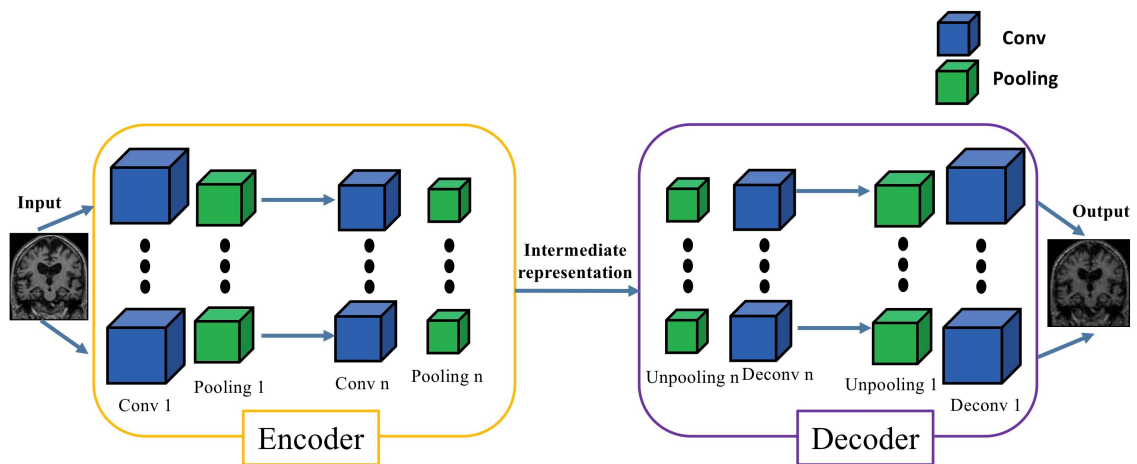 Conv
Pooling
Input
Output
Intermediate
representation
Pooling 1
Conv n
Pooling n
Conv 1
Unpooling n
Deconv n
Unpooling 1
Deconv 1
Encoder
Decoder